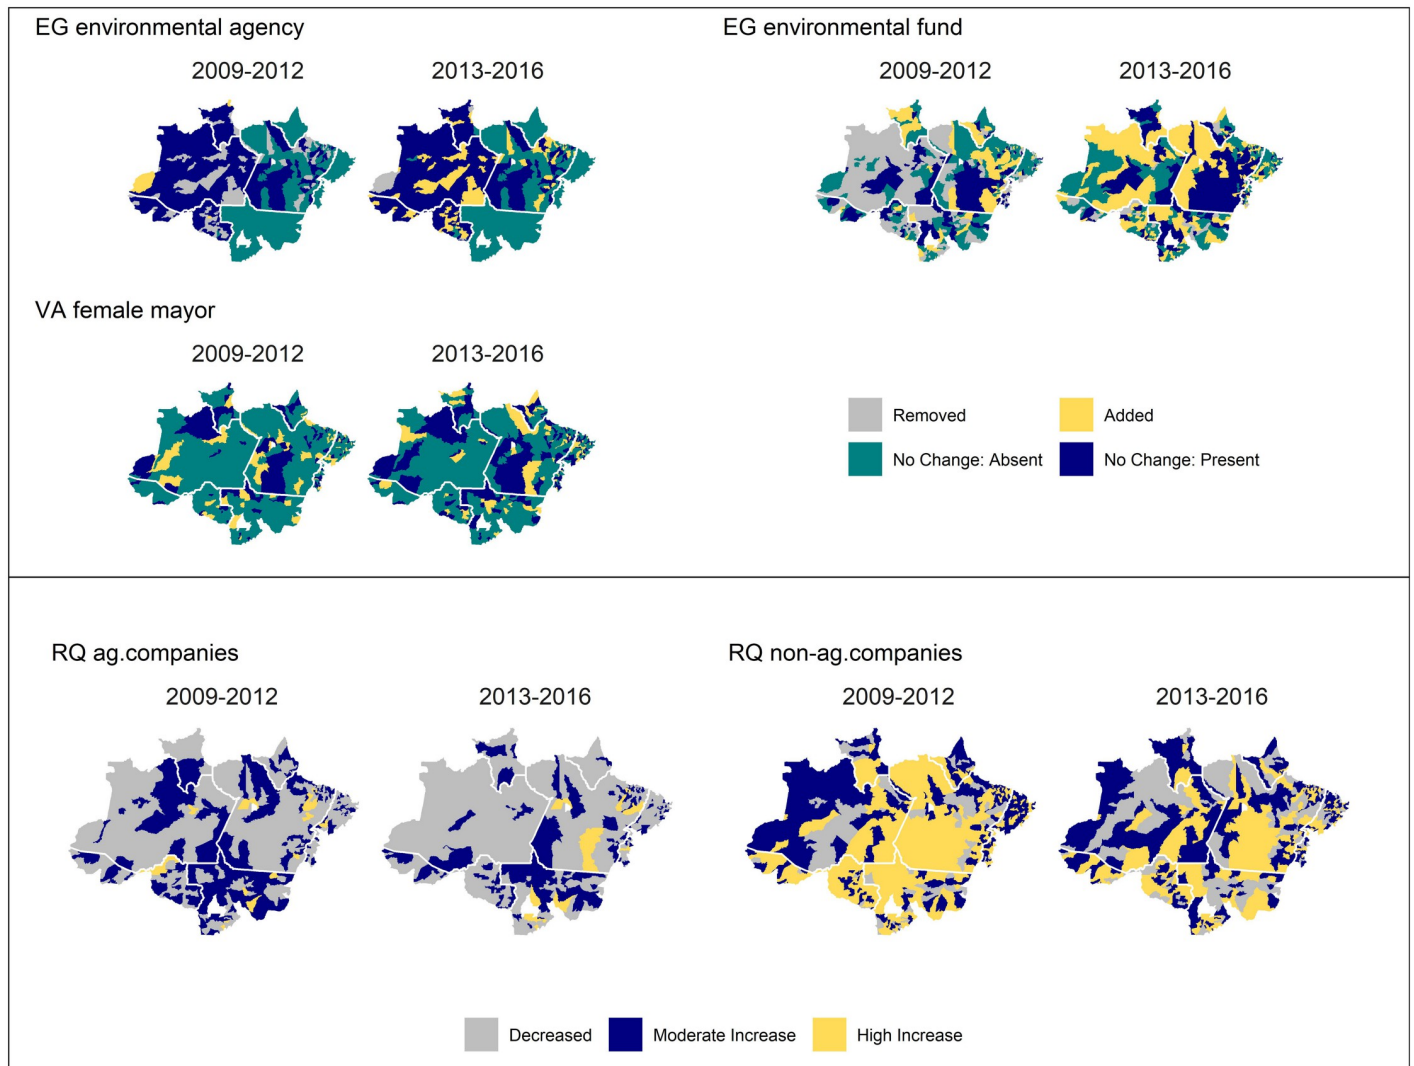 EG environmental agency
2009-2012
2013-2016
EG environmental fund
2009-2012
2013-2016
VA female mayor
2009-2012
2013-2016
Removed
Added
No Change: Absent
No Change: Present
RQ ag.companies
2009-2012
2013-2016
RQ non-ag.companies
2009-2012
2013-2016
Decreased
Moderate Increase
High Increase